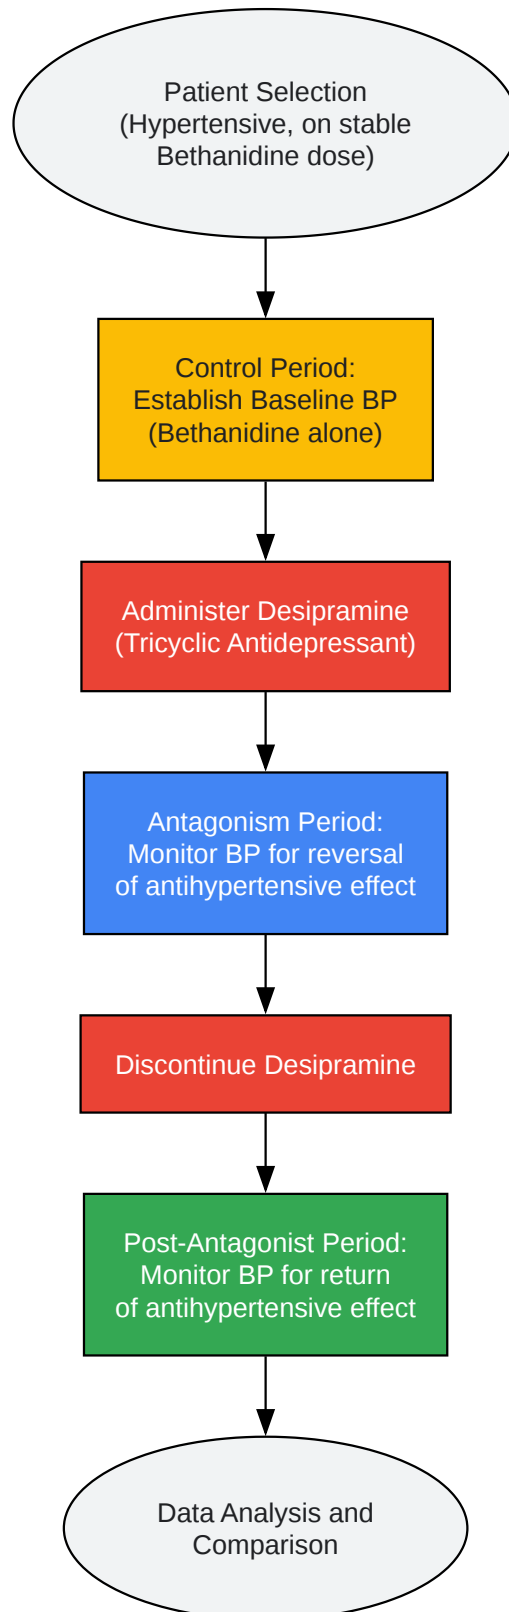 Patient Selection
(Hypertensive, on stable
Bethanidine dose)
Control Period:
Establish Baseline BP
(Bethanidine alone)
Administer Desipramine
(Tricyclic Antidepressant)
Antagonism Period:
Monitor BP for reversal
of antihypertensive effect
Discontinue Desipramine
Post-Antagonist Period:
Monitor BP for return
of antihypertensive effect
Data Analysis and
Comparison